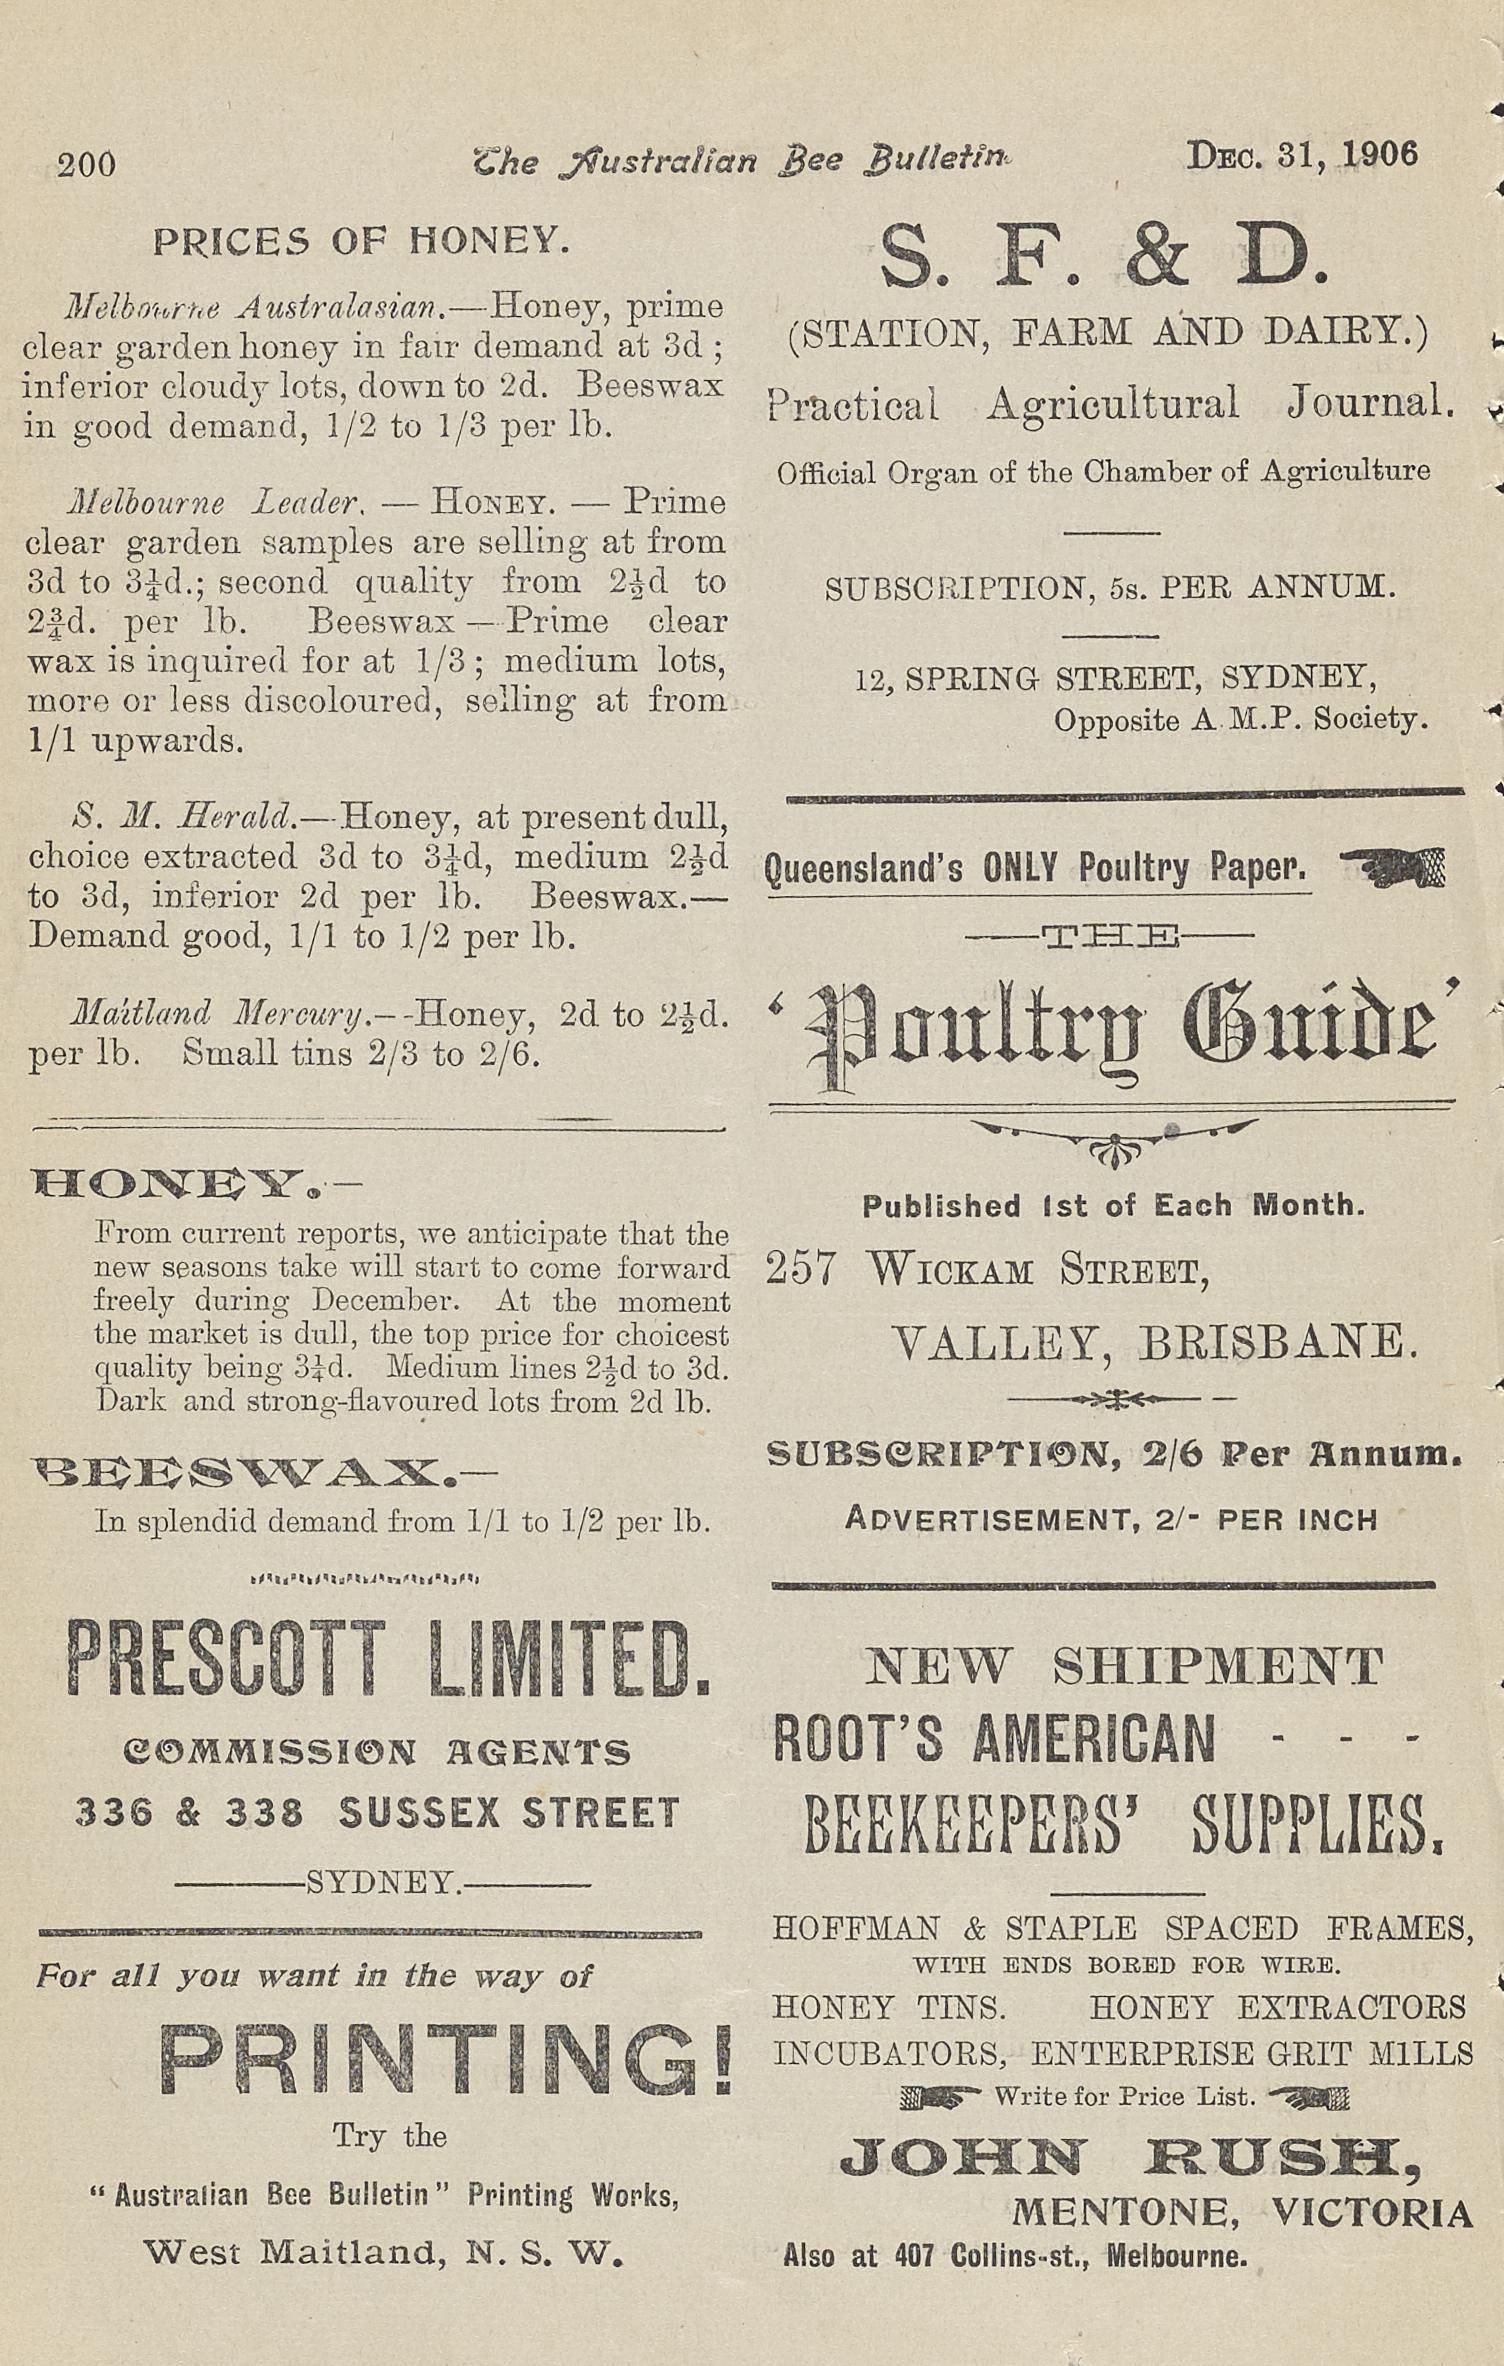 200
The Australian Bee Bulletin
DEC. 31, 1906
PRICES OF HONEY.
Melbourne Australasian.—Honey, prime
clear garden honey in fair demand at 3d ;
inferior cloudy lots, down to 2d. Beeswax
in good demand, 1/2 to 1/3 per lb.
Melbourne Leader. — HONEY. — Prime
clear garden samples are selling at from
3d to 3¼d.; second quality from 2½d to
2¾d. per lb. Beeswax — Prime clear
wax is inquired for at 1/3 ; medium lots,
more or less discoloured, selling at from
1/1 upwards.
S. M. Herald.—Honey, at present dull,
choice extracted 3d to 3¼d, medium 2½d
to 3d, inferior 2d per lb. Beeswax.—
Demand good, 1/1 to 1/2 per lb.
Maitland Mercury.--Honey, 2d to 2½d.
per lb. Small tins 2/3 to 2/6.
HONEY.—
From current reports, we anticipate that the
new seasons take will start to come forward
freely during December. At the moment
the market is dull, the top price for choicest
quality being 3¼d. Medium lines 2½d to 3d.
Dark and strong-flavoured lots from 2d lb.
BEESWAX.—
In splendid demand from 1/1 to 1/2 per lb.
PRESCOTT LIMITED.
COMMISSION AGENTS
336 & 338 SUSSEX STREET
SYDNEY.
For all you want in the way of
PRINTING!
Try the
“ Australian Bee Bulletin ” Printing Works,
West Maitland, N. S. W.
S. F. & D.
(STATION, FARM AND DAIRY.)
Practical Agricultural Journal.
Official Organ of the Chamber of Agriculture
SUBSCRIPTION, 5s. PER ANNUM.
12, SPRING STREET, SYDNEY,
Opposite A.M.P. Society.
Queensland's ONLY Poultry Paper.
—THE—
‘Poultry Guide’
Published 1st of Each Month.
257 WICKAM STREET,
VALLEY, BRISBANE.
SUBSCRIPTION, 2/6 Per Annum.
ADVERTISEMENT, 2/- PER INCH
NEW SHIPMENT
ROOT'S AMERICAN - - -
BEEKEEPERS' SUPPLIES.
HOFFMAN & STAPLE SPACED FRAMES,
WITH ENDS BORED FOR WIRE.
HONEY TINS. HONEY EXTRACTORS
INCUBATORS, ENTERPRISE GRIT M1LLS
Write for Price List.
JOHN RUSH,
MENTONE, VICTORIA
Also at 407 Collins-st., Melbourne.